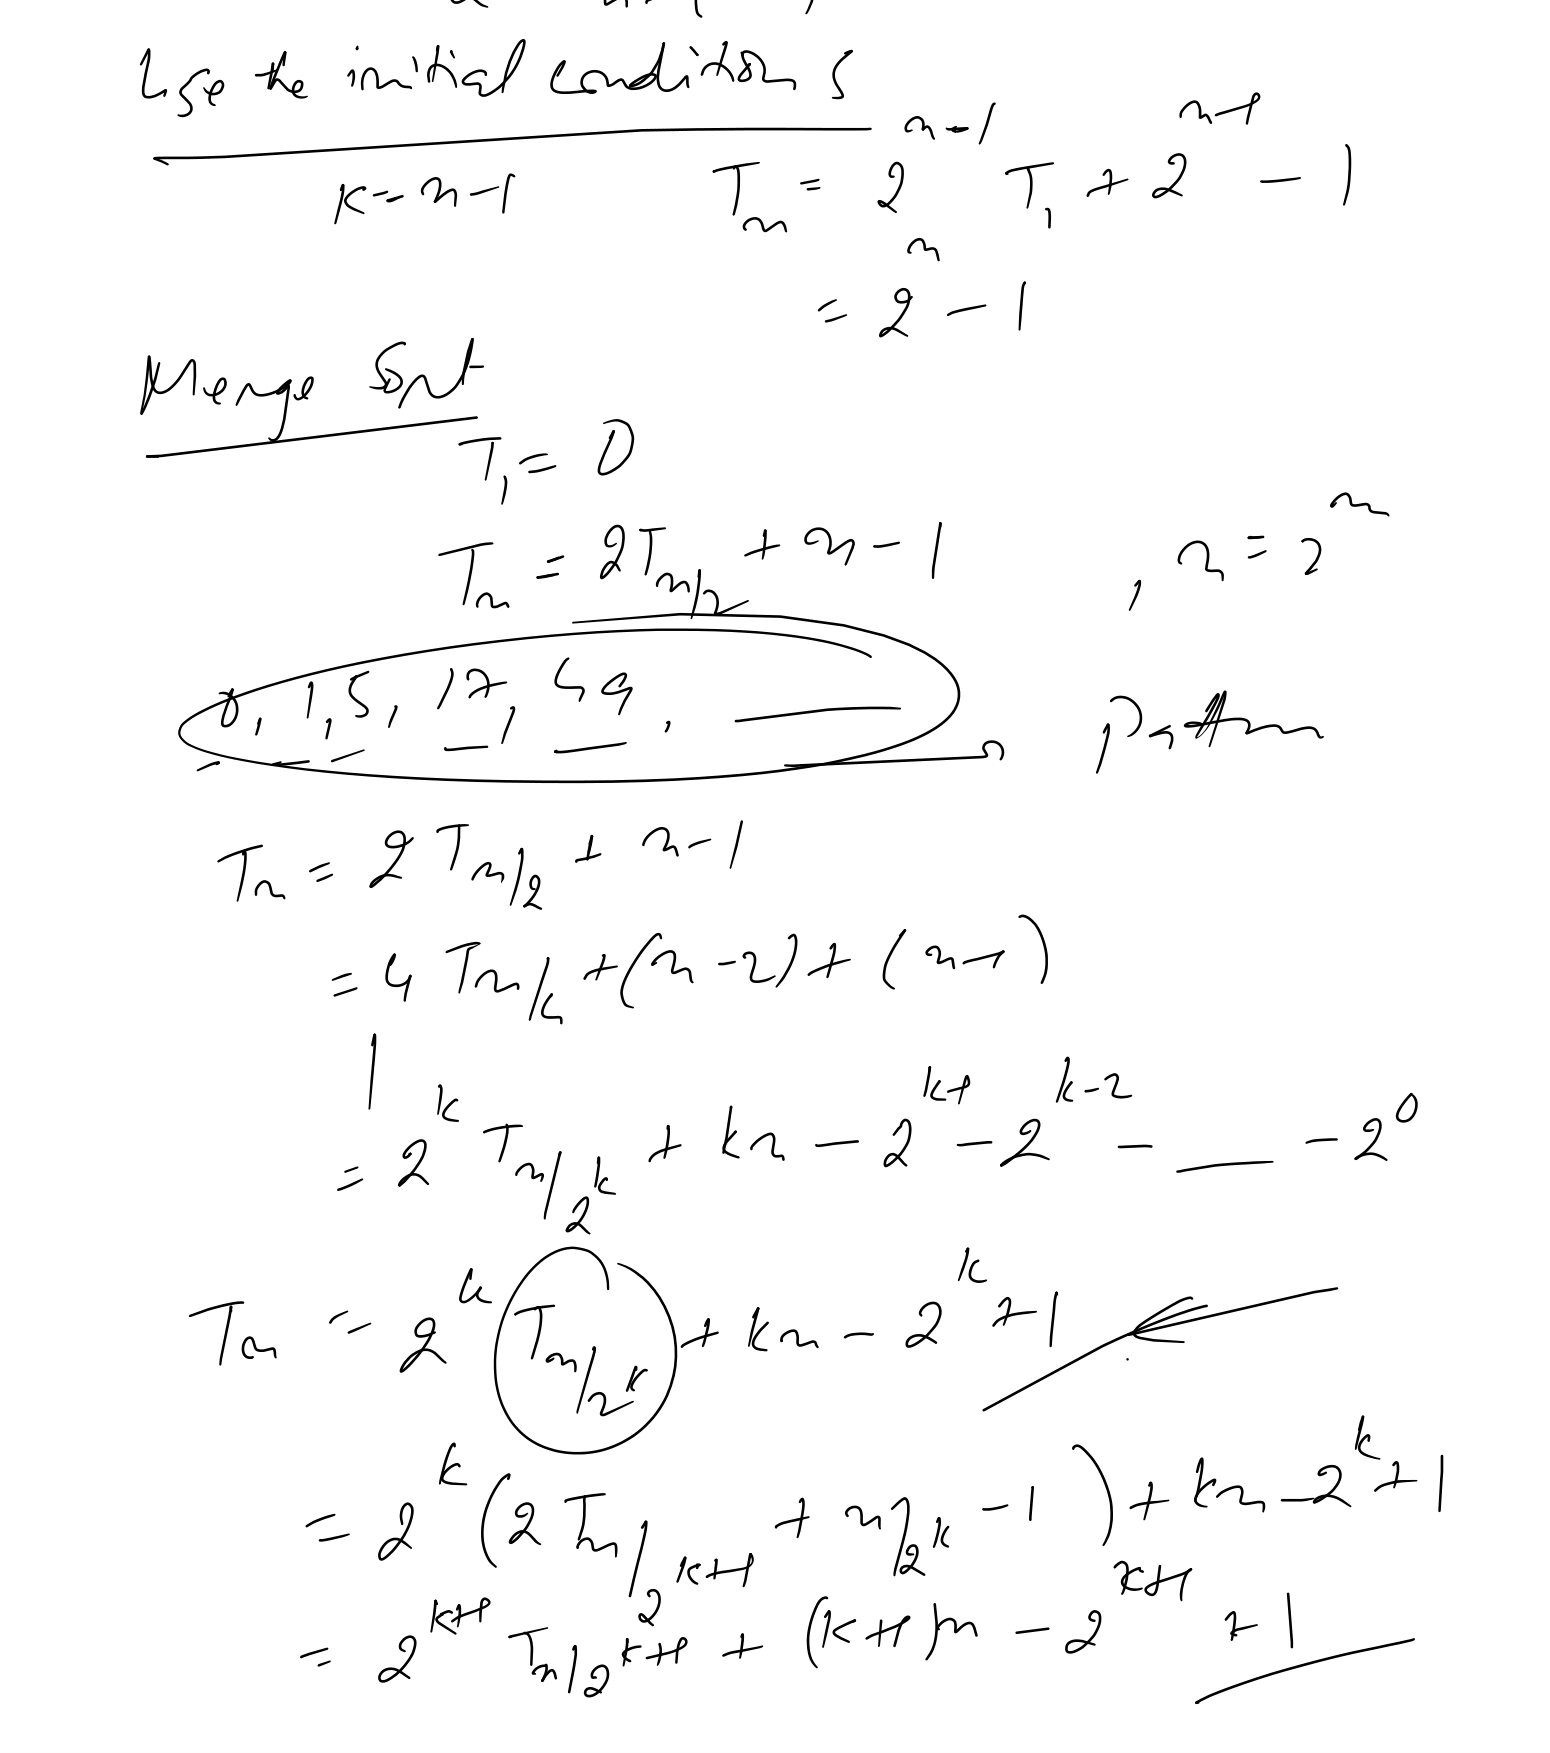 Use the initial conditions
k = n-1 T_n = 2^{n-1} T_1 + 2^{n-1} - 1
= 2^n - 1
Merge Sort
T_1 = 0
T_n = 2T_{n/2} + n - 1 , n = 2^m
0, 1, 5, 17, 49, ___ Pattern
T_n = 2 T_{n/2} + n - 1
= 4 T_{n/4} + (n-2) + (n-1)
|
= 2^k T_{n/2^k} + kn - 2^{k-1} - 2^{k-2} - ___ - 2^0
T_n = 2^k T_{n/2^k} + kn - 2^k + 1
= 2^k (2 T_{n/2^{k+1}} + n/2^k - 1) + kn - 2^k + 1
= 2^{k+1} T_{n/2^{k+1}} + (k+1)n - 2^{k+1} + 1